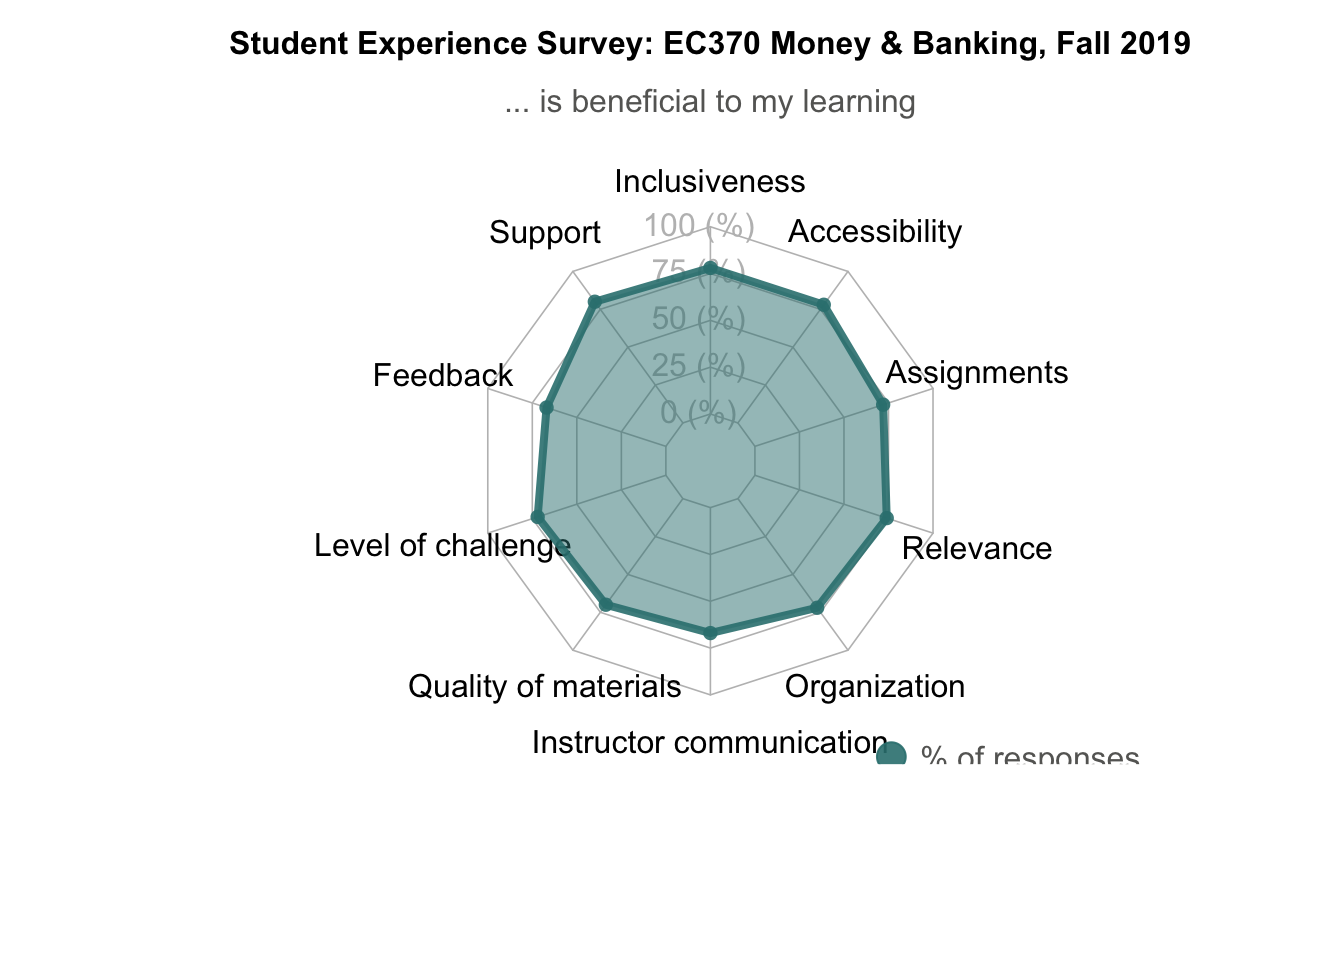 Student Experience Survey: EC370 Money & Banking, Fall 2019
... is beneficial to my learning
Inclusiveness
100 (%)
Support
Accessibility
75 (%)
50 (%)
25 (%)
Feedback
Assignments
0 (%)
Level of challenge
Relevance
Quality of materials
Organization
Instructor communication
% of responses